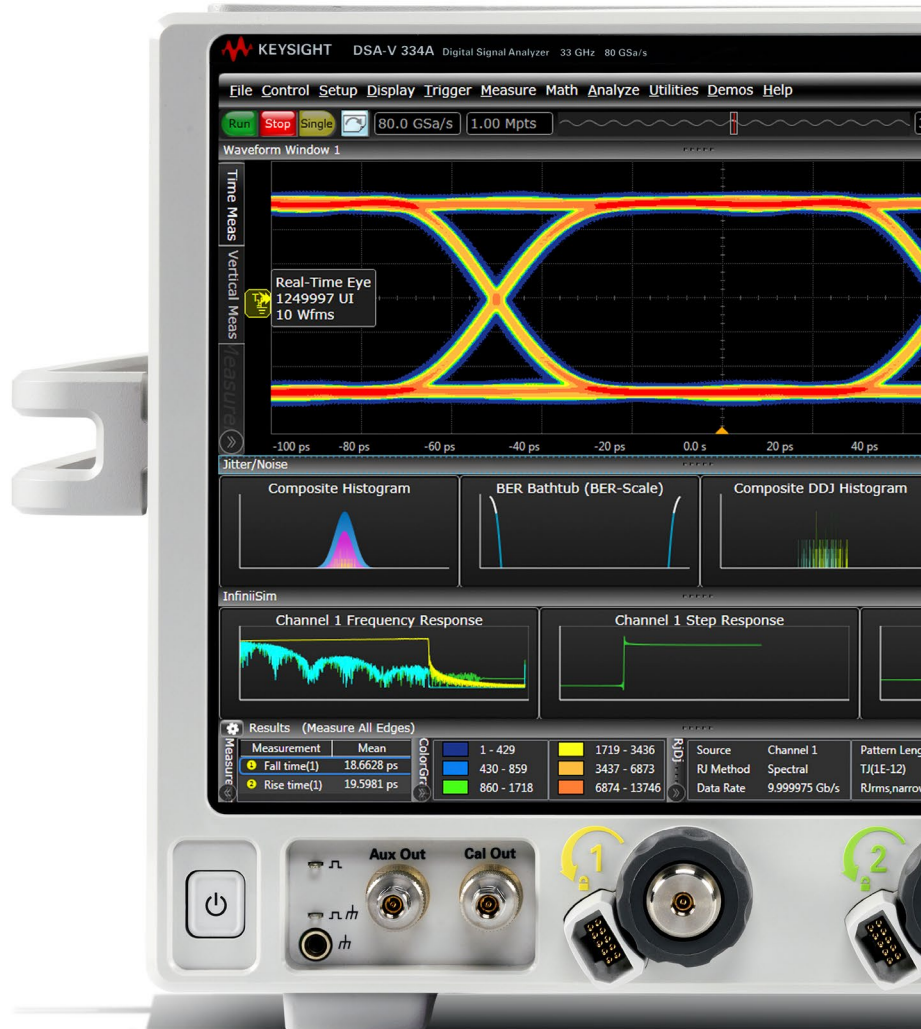 KEYSIGHT DSA-V 334A Digital Signal Analyzer 33 GHz 80 GSa/s
File Control Setup Display Trigger Measure Math Analyze Utilities Demos Help
Run Stop Single 80.0 GSa/s 1.00 Mpts
Waveform Window 1
Time Meas
Vertical Meas
Measure
Real-Time Eye
1249997 UI
10 Wfms
-100 ps -80 ps -60 ps -40 ps -20 ps 0.0 s 20 ps 40 ps
Jitter/Noise
Composite Histogram BER Bathtub (BER-Scale) Composite DDJ Histogram
InfiniiSim
Channel 1 Frequency Response Channel 1 Step Response
Results (Measure All Edges)
Measure
Measurement Mean
1 Fall time(1) 18.6628 ps
Rise time(1) 19.5981 ps
1 - 429 1719 - 3436
430 - 859 3437 - 6873
860 - 1718 6874 - 13746
RjDj
Source Channel 1 Pattern Leng
RJ Method Spectral TJ(1E-12)
Data Rate 9.999975 Gb/s RJrms,narrow
Aux Out Cal Out
1
2